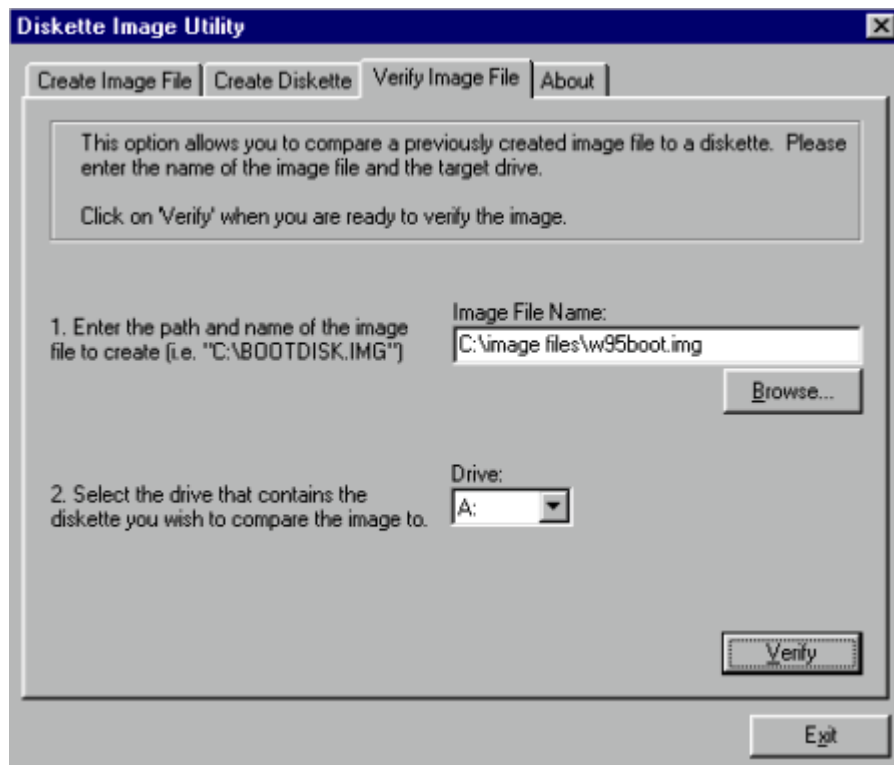 Diskette Image Utility
Create Image File
Create Diskette
Verify Image File
About
This option allows you to compare a previously created image file to a diskette.  Please
enter the name of the image file and the target drive.
Click on 'Verify' when you are ready to verify the image.
1. Enter the path and name of the image
file to create (i.e. "C:\BOOTDISK.IMG")
Image File Name:
C:\image files\w95boot.img
Browse...
2. Select the drive that contains the
diskette you wish to compare the image to.
Drive:
A:
Verify
Exit